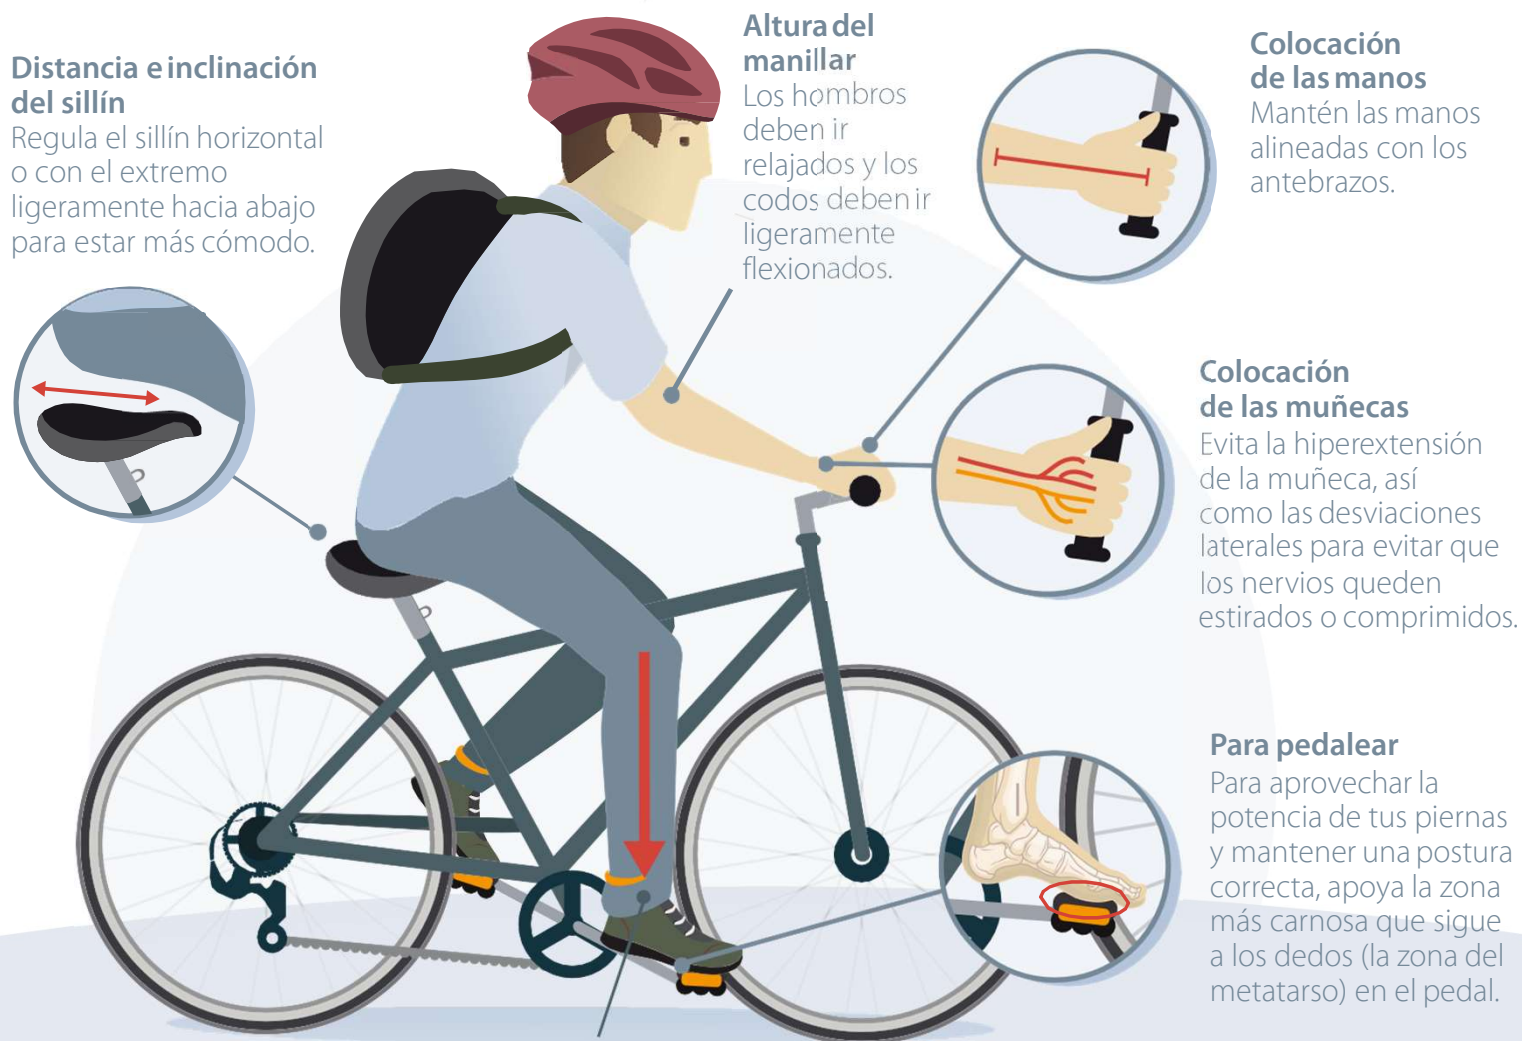 Distancia e inclinación
del sillín
Regula el sillín horizontal
o con el extremo
ligeramente hacia abajo
para estar más cómodo.
Altura del
manillar
Los hombros
deben ir
relajados y los
codos deben ir
ligeramente
flexionados.
Colocación
de las manos
Mantén las manos
alineadas con los
antebrazos.
Colocación
de las muñecas
Evita la hiperextensión
de la muñeca, así
como las desviaciones
laterales para evitar que
los nervios queden
estirados o comprimidos.
Para pedalear
Para aprovechar la
potencia de tus piernas
y mantener una postura
correcta, apoya la zona
más carnosa que sigue
a los dedos (la zona del
metatarso) en el pedal.